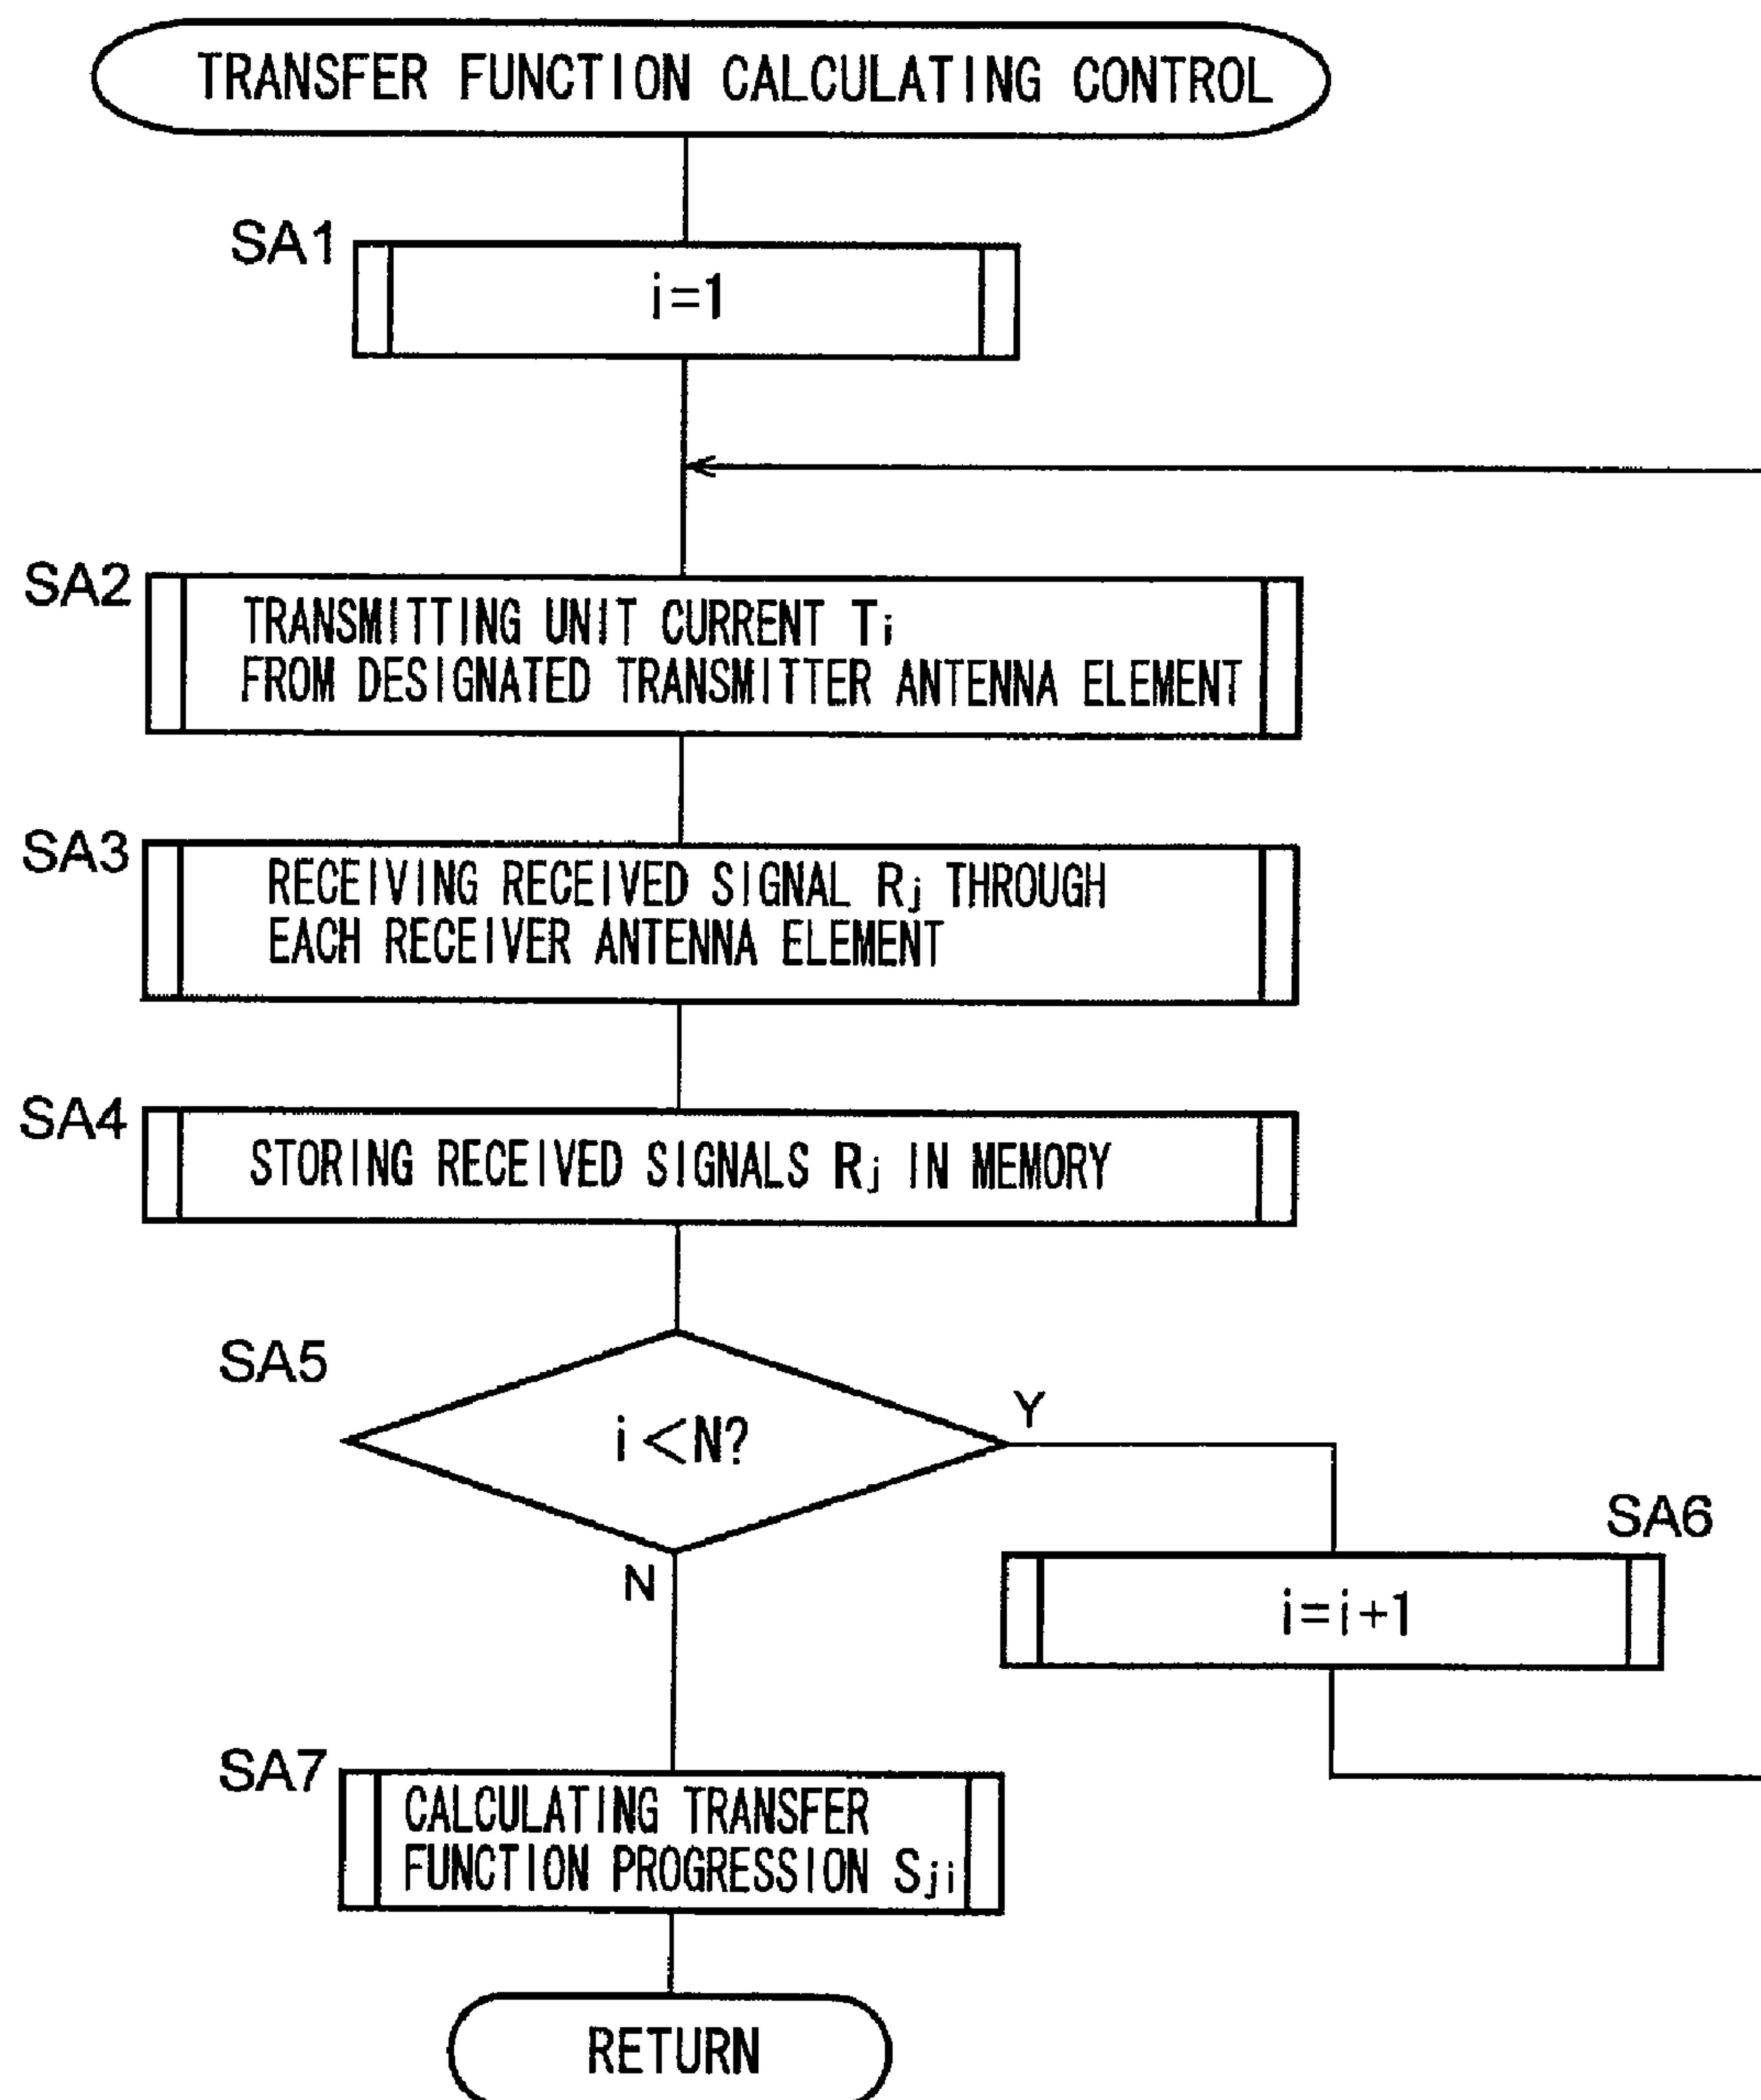 TRANSFER FUNCTION CALCULATING CONTROL
SA1
i=1
SA2
TRANSMITTING UNIT CURRENT Ti
FROM DESIGNATED TRANSMITTER ANTENNA ELEMENT
SA3
RECEIVING RECEIVED SIGNAL Rj THROUGH
EACH RECEIVER ANTENNA ELEMENT
SA4
STORING RECEIVED SIGNALS Rj IN MEMORY
SA5
i<N?
Y
N
SA6
i=i+1
SA7
CALCULATING TRANSFER
FUNCTION PROGRESSION Sji
RETURN